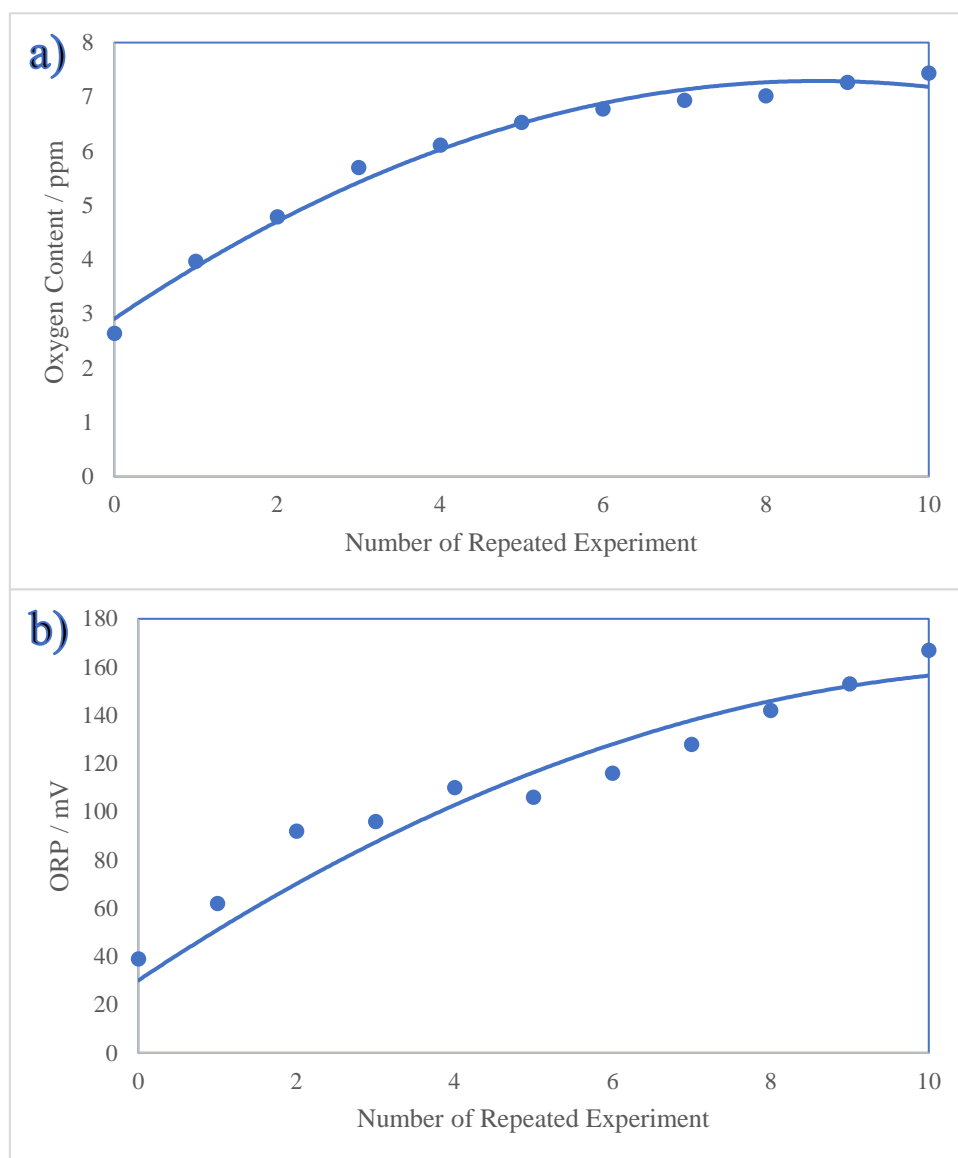 a)
8
7
6
5
4
3
2
1
0
Oxygen Content / ppm
0 2 4 6 8 10
Number of Repeated Experiment
b)
180
160
140
120
100
80
60
40
20
0
ORP / mV
0 2 4 6 8 10
Number of Repeated Experiment